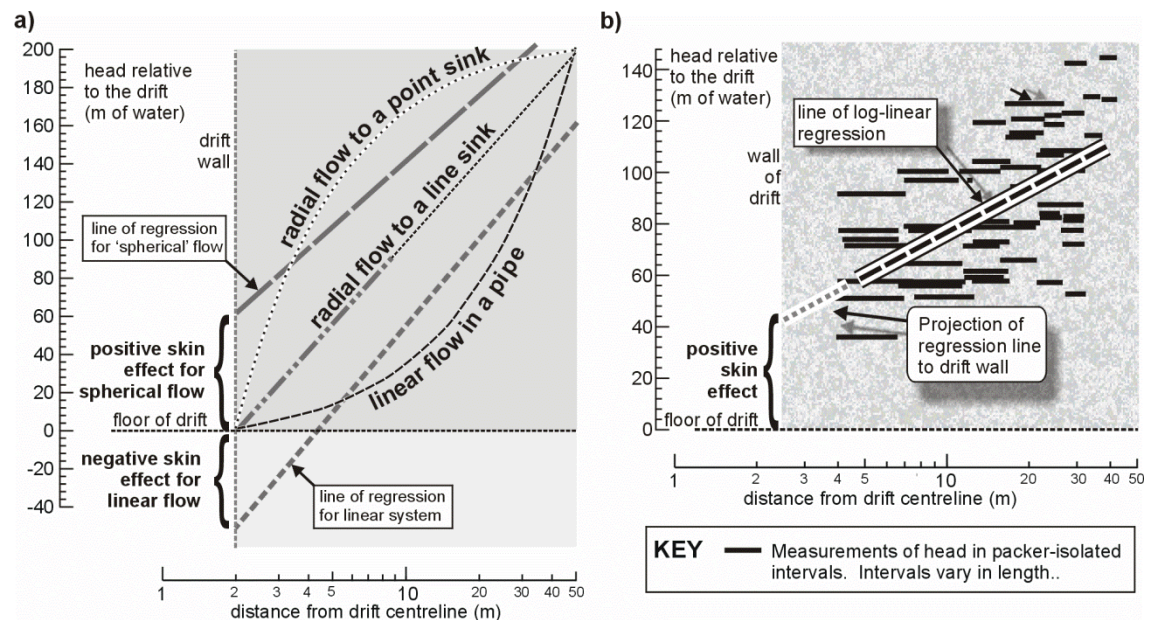 a)
200
180
160
140
120
100
80
60
40
20
0
-20
-40
head relative
to the drift
(m of water)
drift
wall
radial flow to a point sink
radial flow to a line sink
linear flow in a pipe
line of regression
for 'spherical' flow
positive skin
effect for
spherical flow
floor of drift
negative skin
effect for
linear flow
line of regression
for linear system
1 2 3 4 5 10 20 30 40 50
distance from drift centreline (m)
b)
140
120
100
80
60
40
20
0
head relative
to the drift
(m of water)
line of log-linear
regression
wall
of
drift
Projection of
regression line
to drift wall
positive
skin
effect
floor of drift
1 2 3 4 5 10 20 30 40 50
distance from drift centreline (m)
KEY
Measurements of head in packer-isolated
intervals. Intervals vary in length..